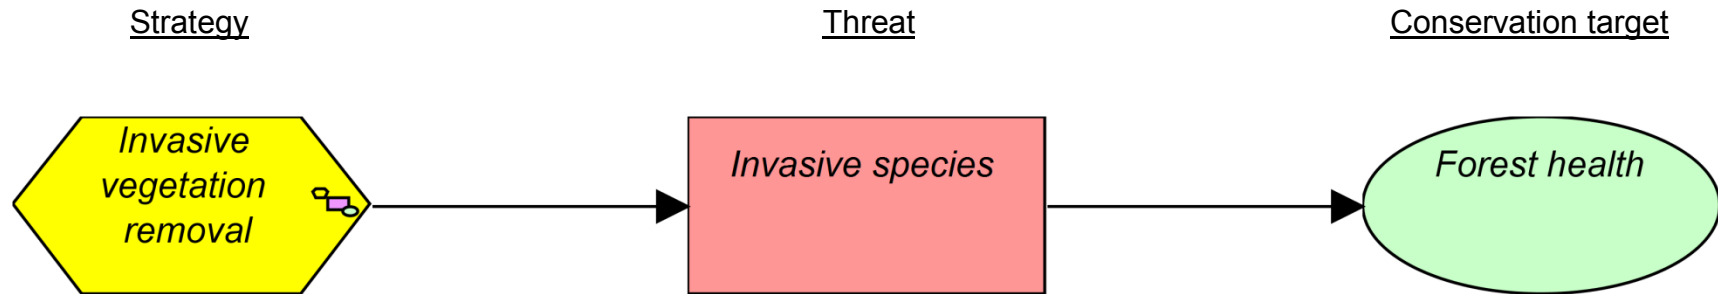 Strategy Threat Conservation target
Invasive
vegetation
removal
Invasive species
Forest health